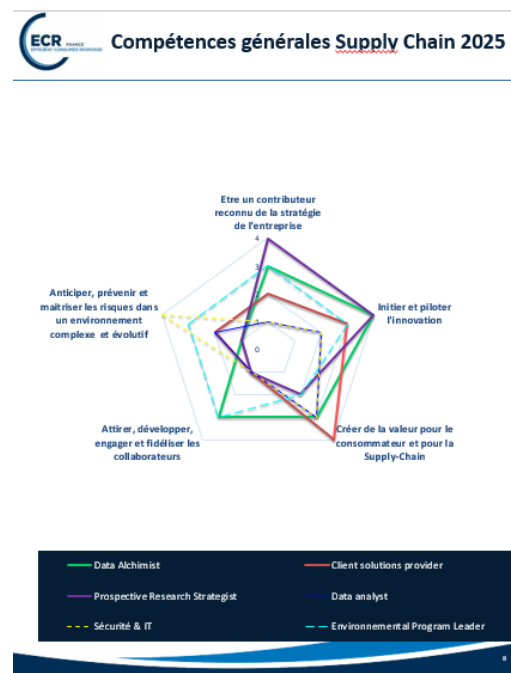 ECR FRANCE
EFFICIENT CONSUMER RESPONSE
Compétences générales Supply Chain 2025
Etre un contributeur
reconnu de la stratégie
de l'entreprise
4
3
0
Anticiper, prévenir et
maîtriser les risques dans
un environnement
complexe et évolutif
Initier et piloter
l'innovation
Attirer, développer,
engager et fidéliser les
collaborateurs
Créer de la valeur pour le
consommateur et pour la
Supply-Chain
Data Alchimist
Client solutions provider
Prospective Research Strategist
Data analyst
Sécurité & IT
Environnemental Program Leader
8